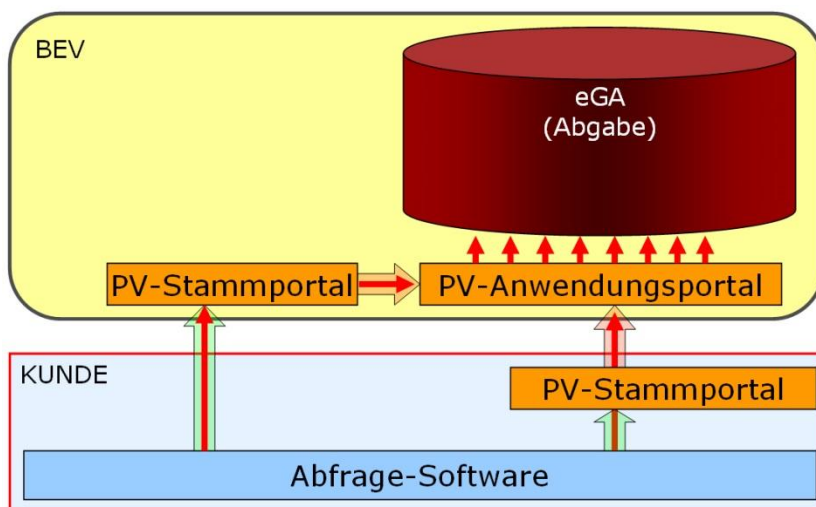 BEV
eGA
(Abgabe)
PV-Stammportal
PV-Anwendungsportal
KUNDE
PV-Stammportal
Abfrage-Software